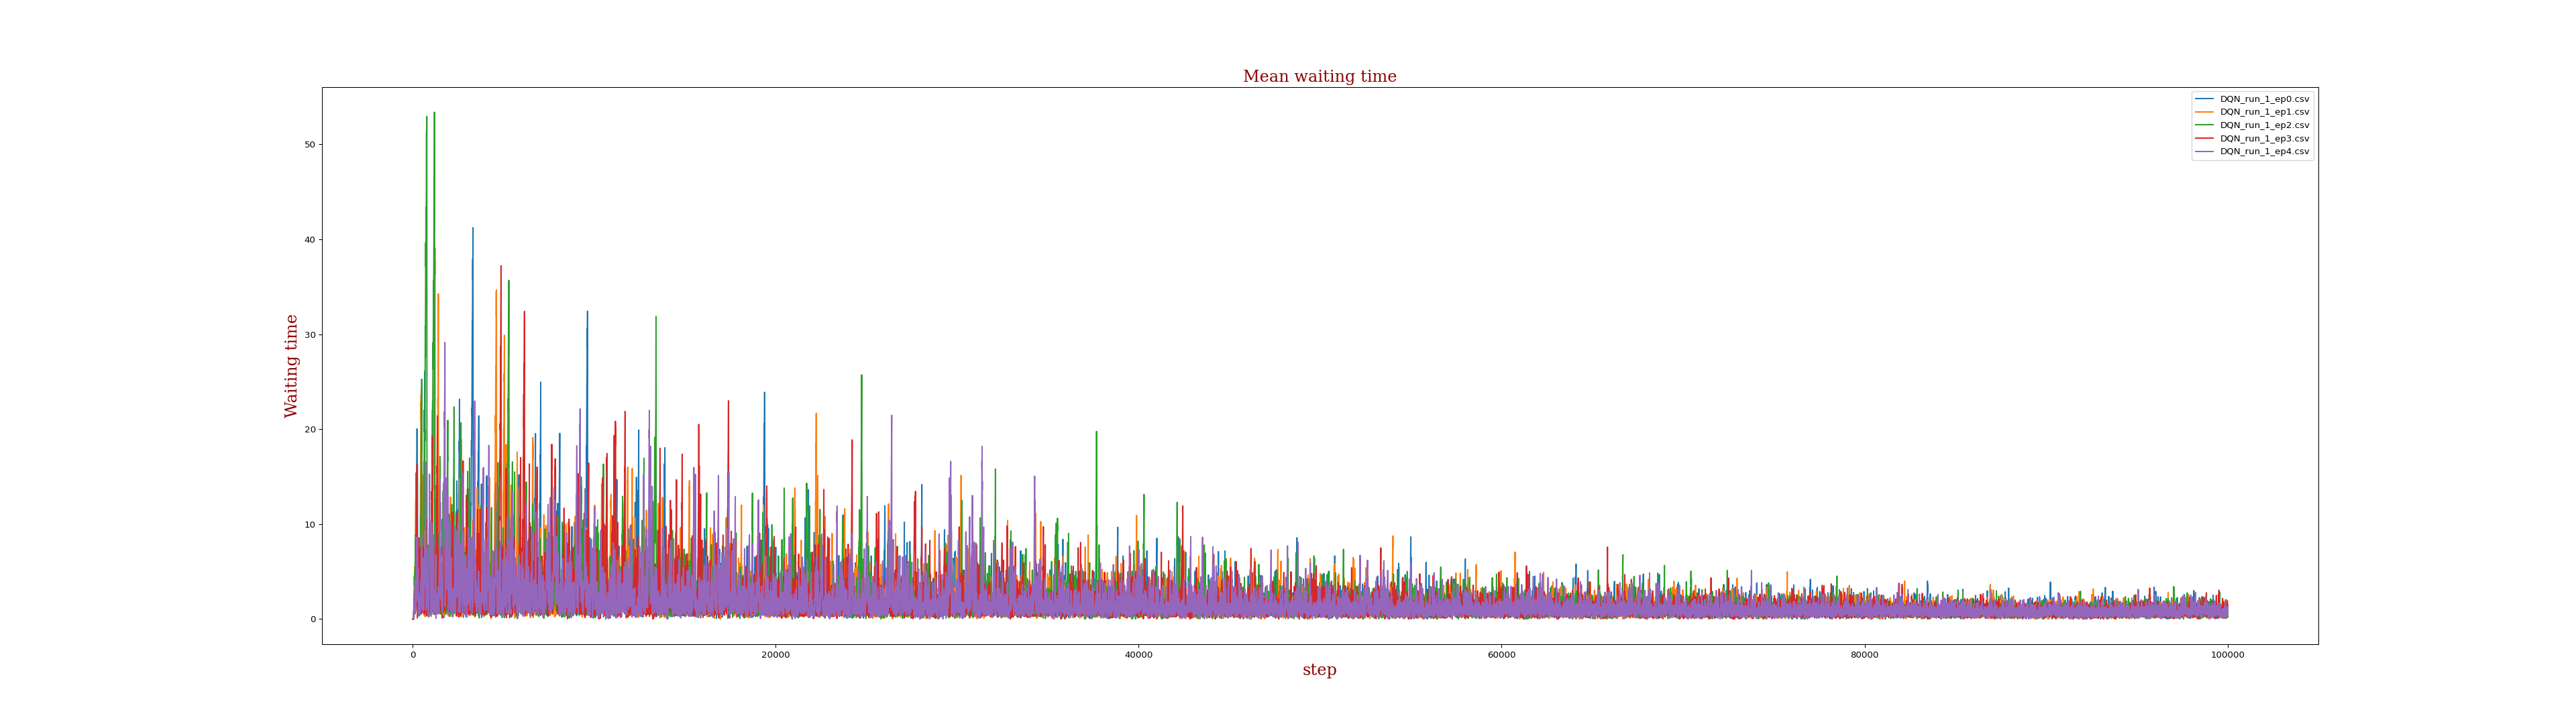 Mean waiting time
DQN_run_1_ep0.csv
DQN_run_1_ep1.csv
DQN_run_1_ep2.csv
DQN_run_1_ep3.csv
DQN_run_1_ep4.csv
50
40
30
20
10
0
Waiting time
0 20000 40000 60000 80000 100000
step